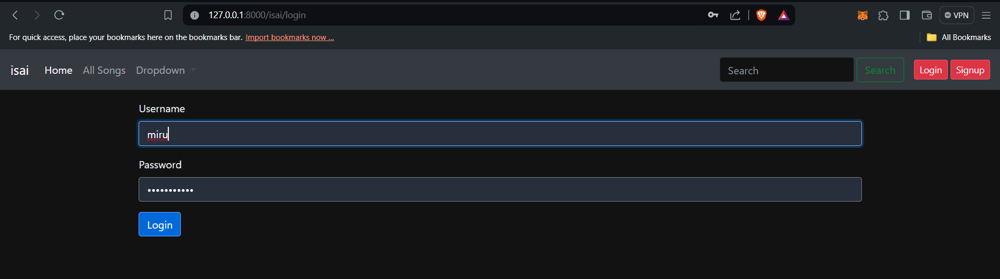 127.0.0.1:8000/isai/login
VPN
For quick access, place your bookmarks here on the bookmarks bar. Import bookmarks now ...
All Bookmarks
isai Home All Songs Dropdown Search Search Login Signup
Username
miru
Password
•••••••••••
Login